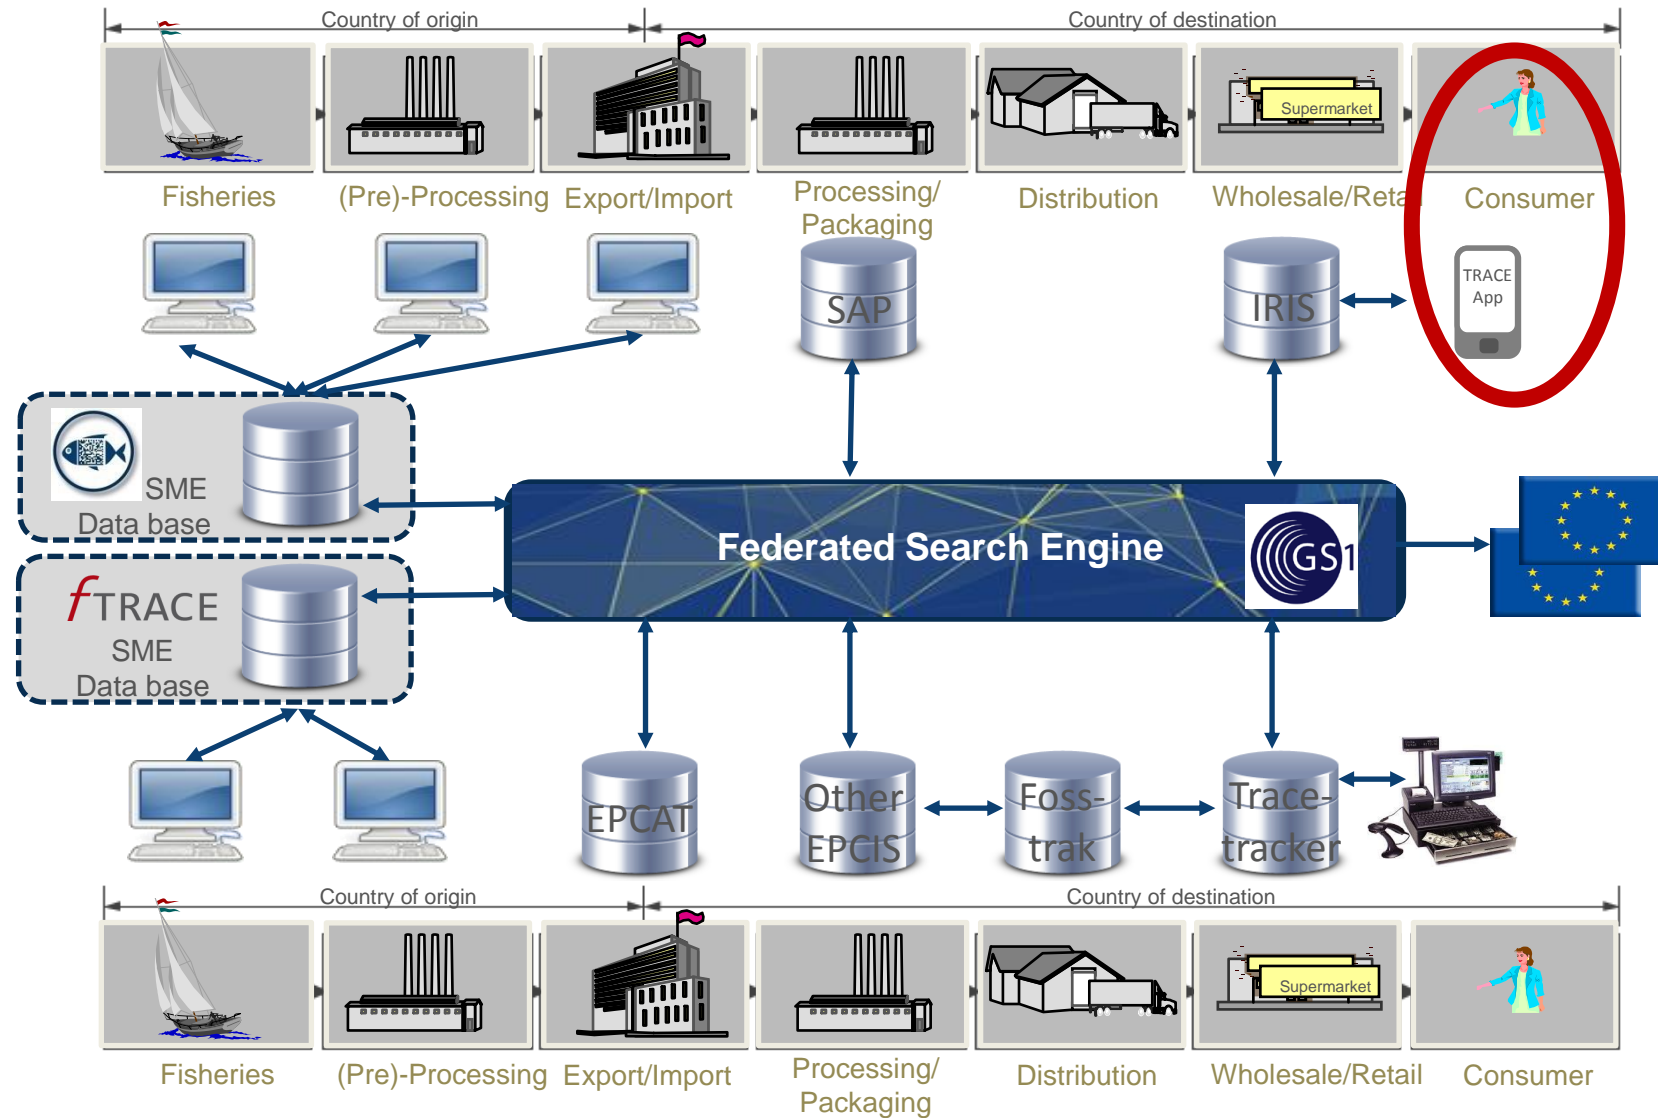 Country of origin
Country of destination
Supermarket
Fisheries
(Pre)-Processing
Export/Import
Processing/
Packaging
Distribution
Wholesale/Retail
Consumer
SAP
IRIS
TRACE
App
SME
Data base
Federated Search Engine
GS1
fTRACE
SME
Data base
EPCAT
Other
EPCIS
Foss-
trak
Trace-
tracker
Country of origin
Country of destination
Supermarket
Fisheries
(Pre)-Processing
Export/Import
Processing/
Packaging
Distribution
Wholesale/Retail
Consumer